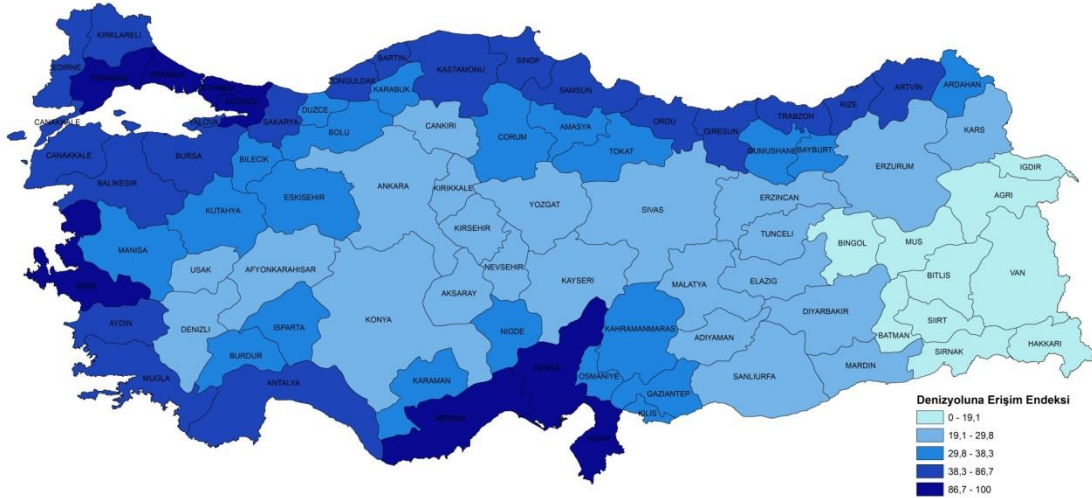 KIRKLARELI
EDIRNE
TEKIRDAG
ISTANBUL
ISTANBUL
KOCAELI
YALOVA
CANAKKALE
CANAKKALE
BALIKESIR
BURSA
SAKARYA
DUZCE
BOLU
BILECIK
ZONGULDAK
BARTIN
KARABUK
KASTAMONU
SINOP
CANKIRI
CORUM
SAMSUN
AMASYA
TOKAT
ORDU
GIRESUN
TRABZON
RIZE
ARTVIN
ARDAHAN
GUMUSHANE
BAYBURT
KARS
ERZURUM
IGDIR
AGRI
KUTAHYA
ESKISEHIR
ANKARA
KIRIKKALE
YOZGAT
SIVAS
ERZINCAN
TUNCELI
BINGOL
MUS
BITLIS
VAN
MANISA
IZMIR
USAK
AFYONKARAHISAR
KIRSEHIR
NEVSEHIR
KAYSERI
AKSARAY
MALATYA
ELAZIG
DIYARBAKIR
BATMAN
SIIRT
SIRNAK
HAKKARI
AYDIN
DENIZLI
ISPARTA
BURDUR
KONYA
NIGDE
KAHRAMANMARAS
ADIYAMAN
MARDIN
SANLIURFA
MUGLA
ANTALYA
KARAMAN
MERSIN
ADANA
OSMANIYE
GAZIANTEP
KILIS
HATAY
Denizyoluna Erişim Endeksi
0 - 19,1
19,1 - 29,8
29,8 - 38,3
38,3 - 86,7
86,7 - 100